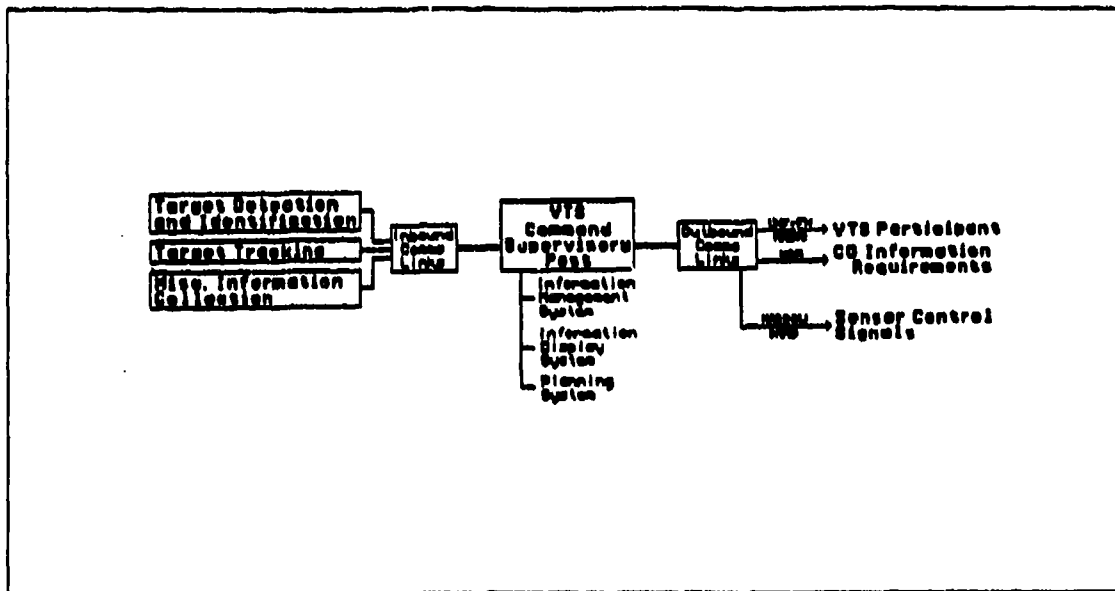 Target Detection
and Identification
Target Tracking
Misc. Information
Collection
Inbound
Comms
Links
VTS
Command
Supervisory
Post
Information
Management
System
Information
Display
System
Planning
System
Outbound
Comms
Links
VTS Participant
CG Information
Requirements
Sensor Control
Signals